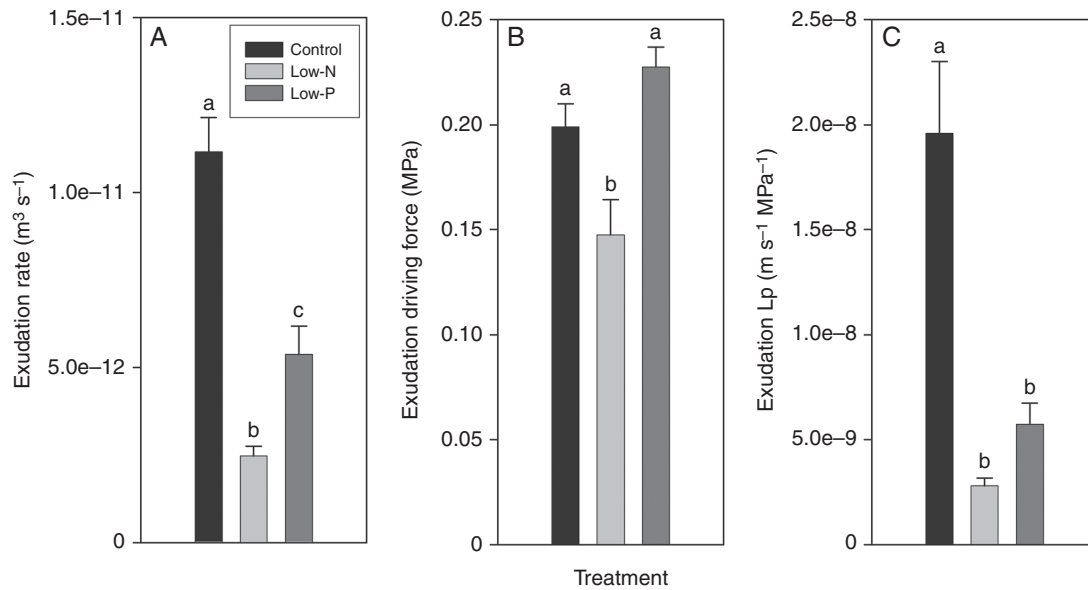 A
Exudation rate (m³ s⁻¹)
1.5e–11
1.0e–11
5.0e–12
0
Control
Low-N
Low-P
a
b
c
B
Exudation driving force (MPa)
0.25
0.20
0.15
0.10
0.05
0
a
b
a
Treatment
C
Exudation Lp (m s⁻¹ MPa⁻¹)
2.5e–8
2.0e–8
1.5e–8
1.0e–8
5.0e–9
0
a
b
b